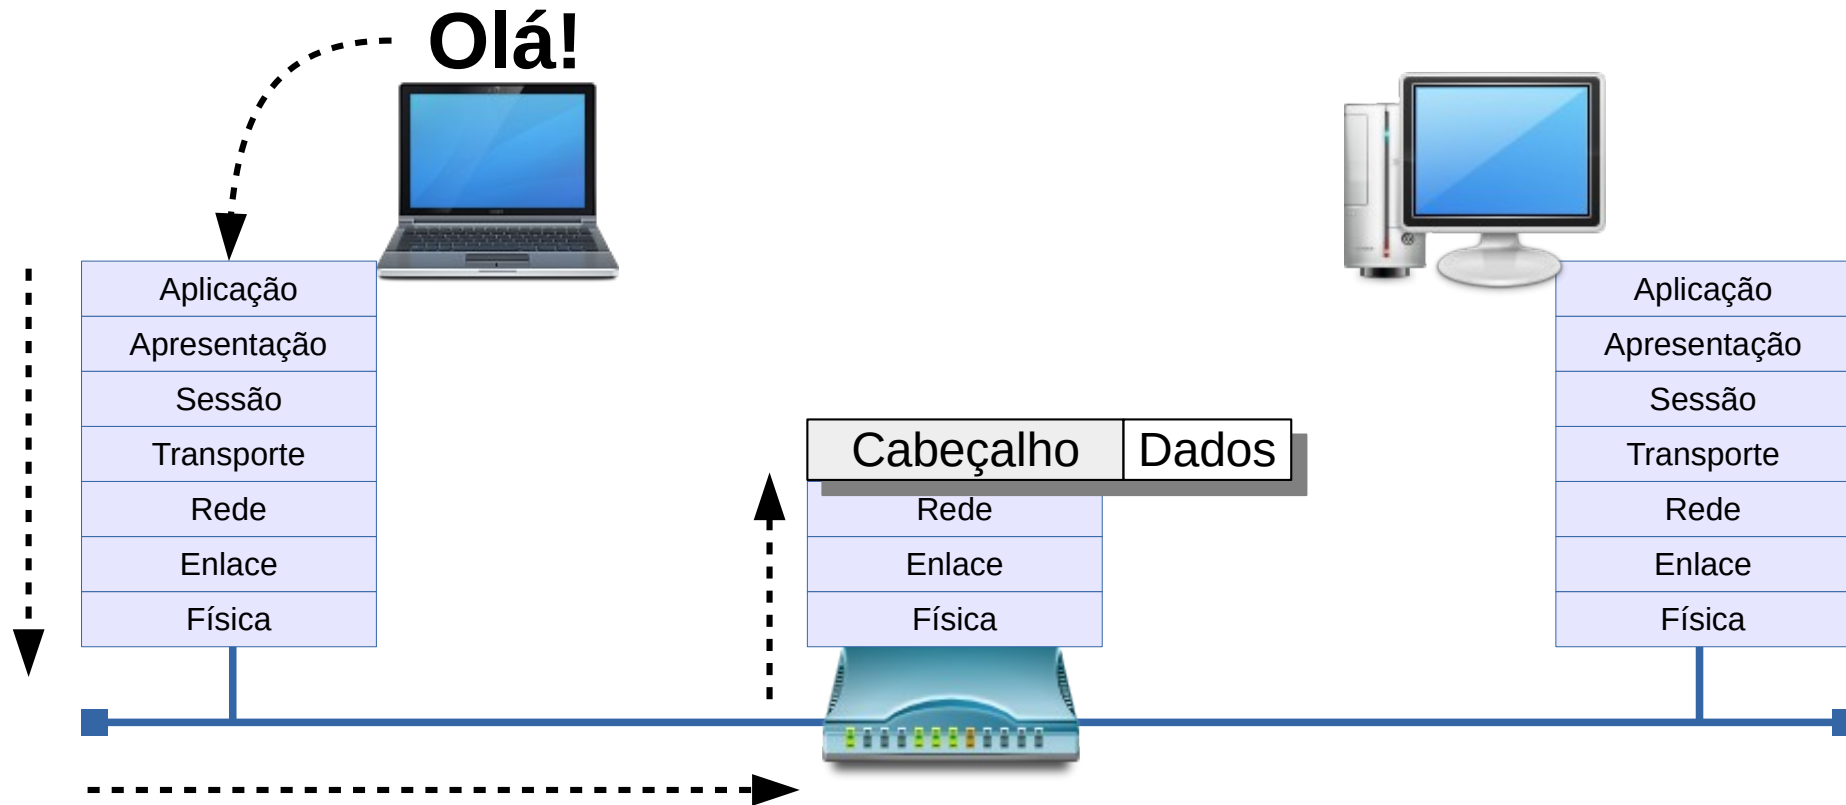 Olá!
Aplicação
Apresentação
Sessão
Transporte
Rede
Enlace
Física
Cabeçalho Dados
Rede
Enlace
Física
Aplicação
Apresentação
Sessão
Transporte
Rede
Enlace
Física